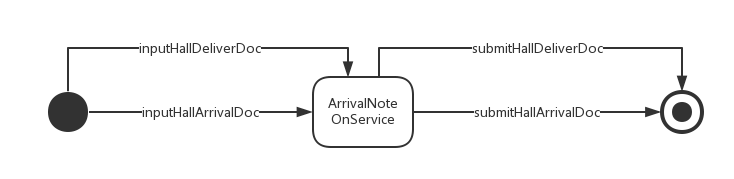 inputHallDeliverDoc
submitHallDeliverDoc
inputHallArrivalDoc
ArrivalNote
OnService
submitHallArrivalDoc